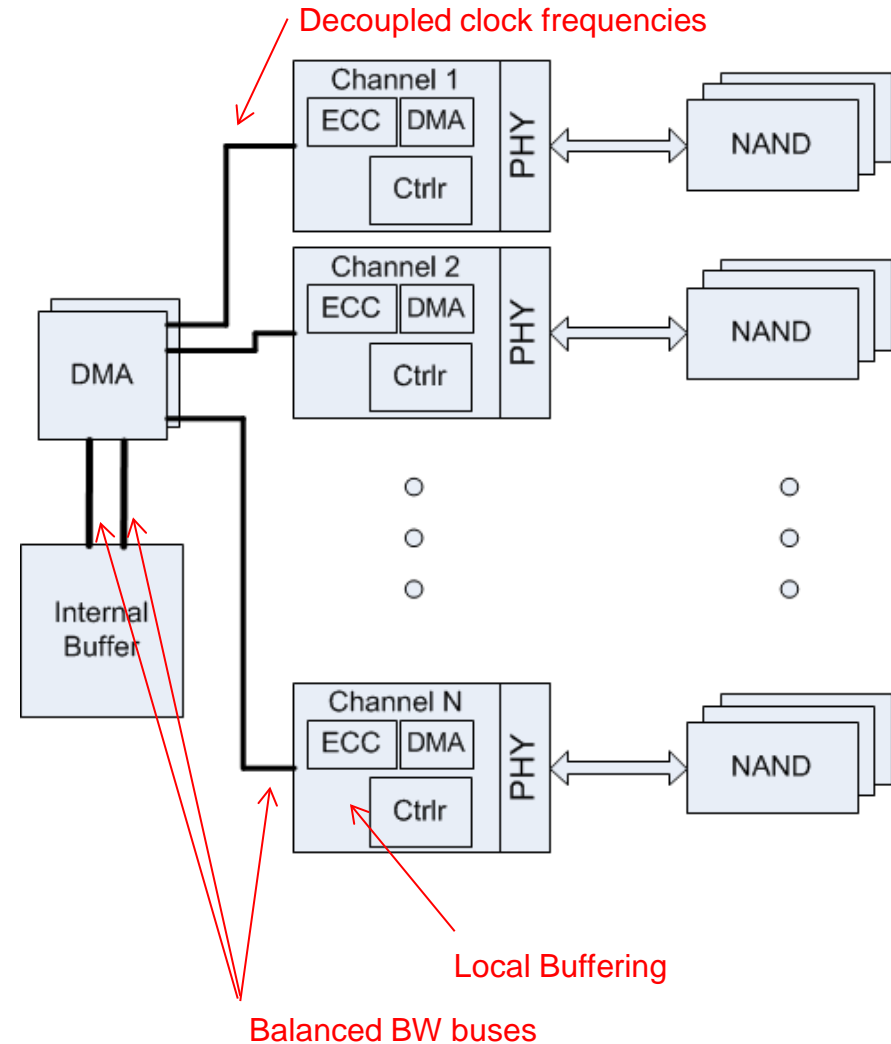 Decoupled clock frequencies
Channel 1
ECC
DMA
Ctrlr
PHY
NAND
Channel 2
ECC
DMA
Ctrlr
PHY
NAND
DMA
Internal
Buffer
Channel N
ECC
DMA
Ctrlr
PHY
NAND
Local Buffering
Balanced BW buses